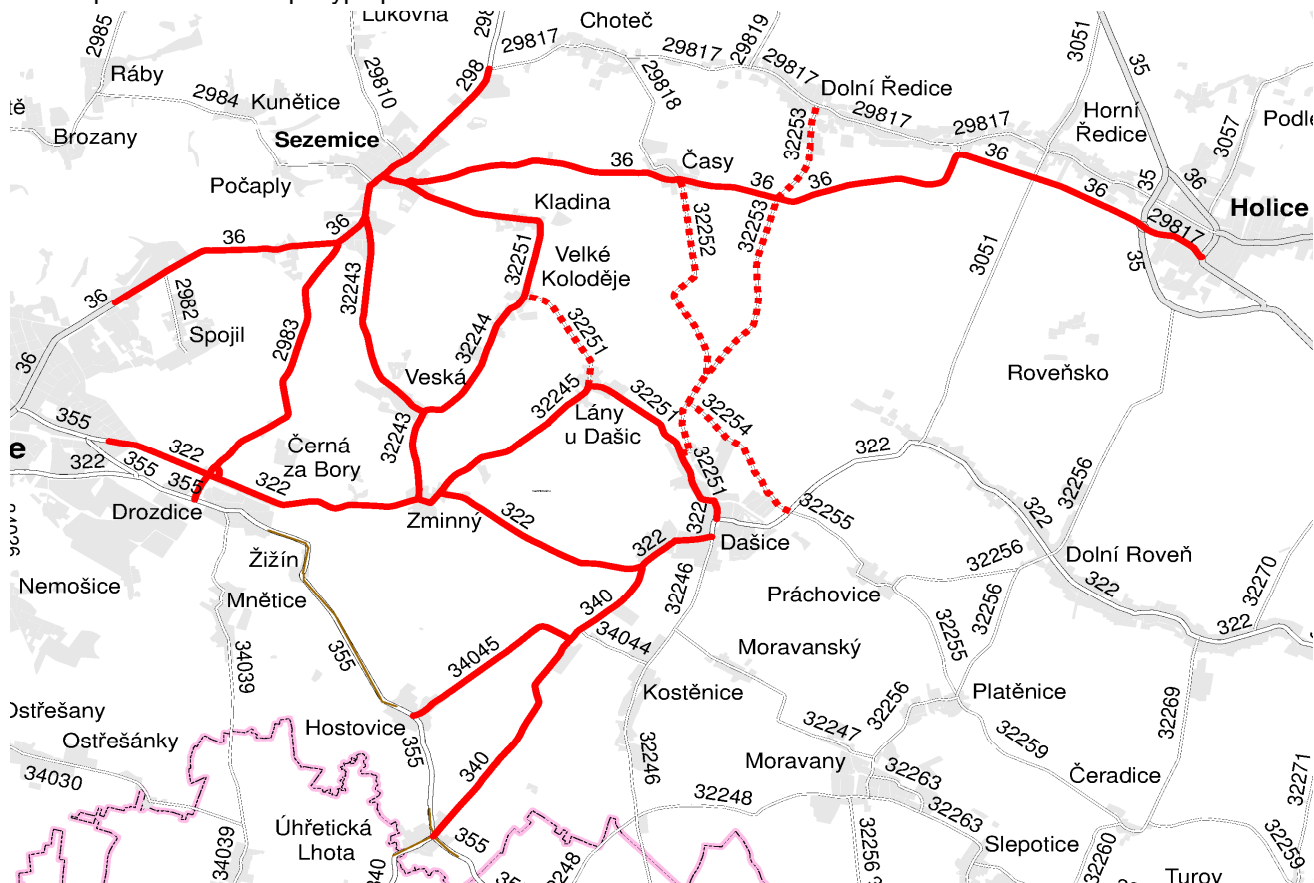 Lukovna
298
2985
Choteč
29817
29817
29819
29817
3051
35
Ráby
2984
Kunětice
29810
298
29818
Dolní Ředice
29817
29817
Horní
Ředice
3057
tě
Brozany
Sezemice
32253
Počaply
36
Časy
36
36
36
35
36
36
Kladina
32252
32253
29817
Holice
36
36
32243
32251
Velké
Koloděje
3051
35
36
2982
Spojil
2983
32244
32251
36
Veská
32245
Roveňsko
355
322
32243
Lány
u Dašic
32251
32254
e
322
355
355
Černá
za Bory
322
32251
322
32256
Drozdice
Zminný
322
322
32255
322
Žižín
322
Dašice
32256
Dolní Roveň
Nemošice
Mnětice
340
32246
Práchovice
32256
322
32270
355
34039
34045
34044
Moravanský
32255
322
Ostřešánky
Kostěnice
32256
Platěnice
32269
Hostovice
355
32247
32259
34030
340
32246
Moravany
32263
Čeradice
32271
32248
32263
34039
Úhřetická
Lhota
355
32256
Slepotice
32260
32259
Turov